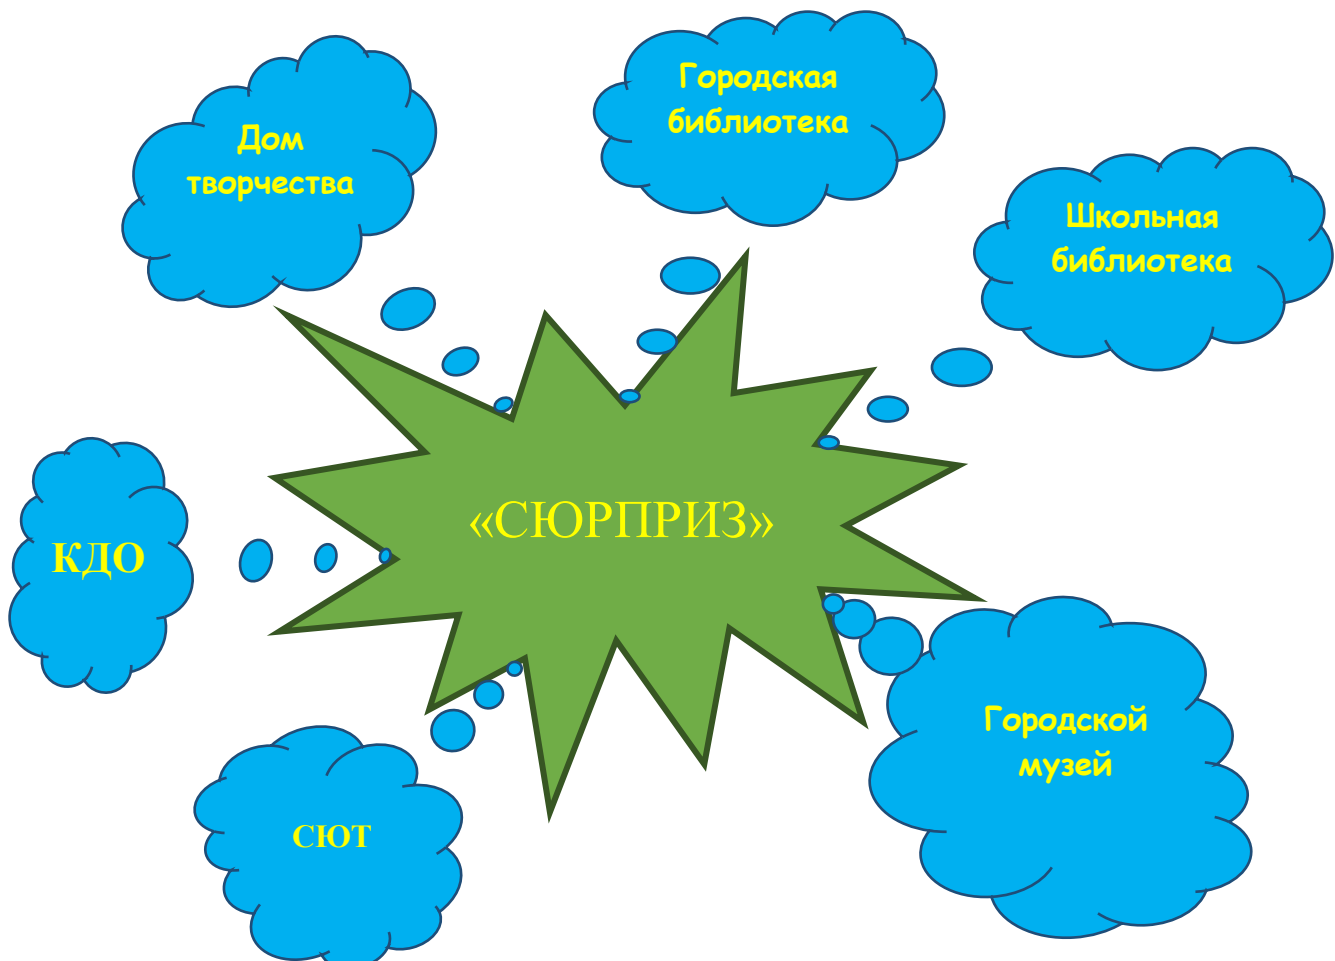 Городская
библиотека
Дом
творчества
Школьная
библиотека
«СЮРПРИЗ»
КДО
Городской
музей
СЮТ